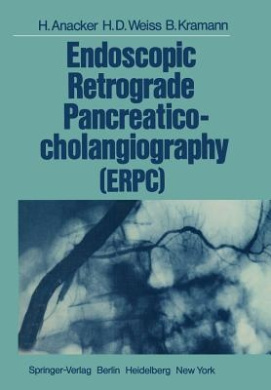 H. Anacker H. D. Weiss B. Kramann
Endoscopic
Retrograde
Pancreatico-
cholangiography
(ERPC)
Springer-Verlag Berlin Heidelberg New York